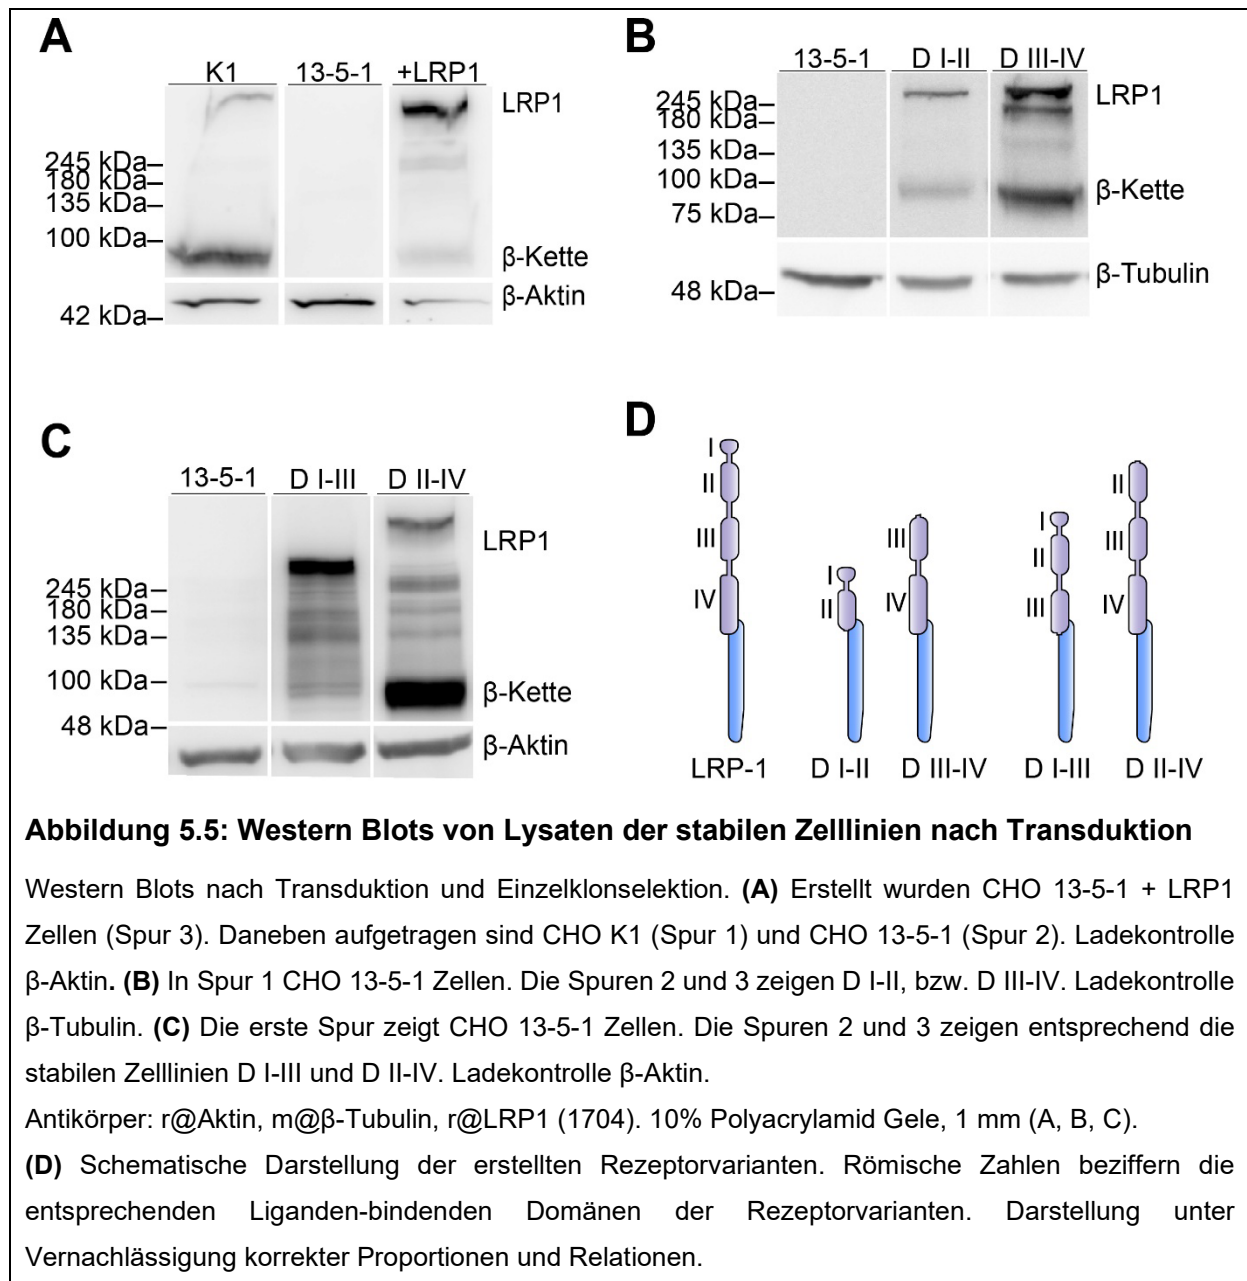 A
K1 13-5-1 +LRP1
LRP1
245 kDa
180 kDa
135 kDa
100 kDa
β-Kette
β-Aktin
42 kDa
B
13-5-1 D I-II D III-IV
LRP1
245 kDa
180 kDa
135 kDa
100 kDa
β-Kette
75 kDa
β-Tubulin
48 kDa
C
13-5-1 D I-III D II-IV
LRP1
245 kDa
180 kDa
135 kDa
100 kDa
β-Kette
48 kDa
β-Aktin
D
I
II
III
IV
I
II
III
IV
I
II
III
II
III
IV
LRP-1 D I-II D III-IV D I-III D II-IV
Abbildung 5.5: Western Blots von Lysaten der stabilen Zelllinien nach Transduktion
Western Blots nach Transduktion und Einzelklonselektion. (A) Erstellt wurden CHO 13-5-1 + LRP1
Zellen (Spur 3). Daneben aufgetragen sind CHO K1 (Spur 1) und CHO 13-5-1 (Spur 2). Ladekontrolle
β-Aktin. (B) In Spur 1 CHO 13-5-1 Zellen. Die Spuren 2 und 3 zeigen D I-II, bzw. D III-IV. Ladekontrolle
β-Tubulin. (C) Die erste Spur zeigt CHO 13-5-1 Zellen. Die Spuren 2 und 3 zeigen entsprechend die
stabilen Zelllinien D I-III und D II-IV. Ladekontrolle β-Aktin.
Antikörper: r@Aktin, m@β-Tubulin, r@LRP1 (1704). 10% Polyacrylamid Gele, 1 mm (A, B, C).
(D) Schematische Darstellung der erstellten Rezeptorvarianten. Römische Zahlen beziffern die
entsprechenden Liganden-bindenden Domänen der Rezeptorvarianten. Darstellung unter
Vernachlässigung korrekter Proportionen und Relationen.